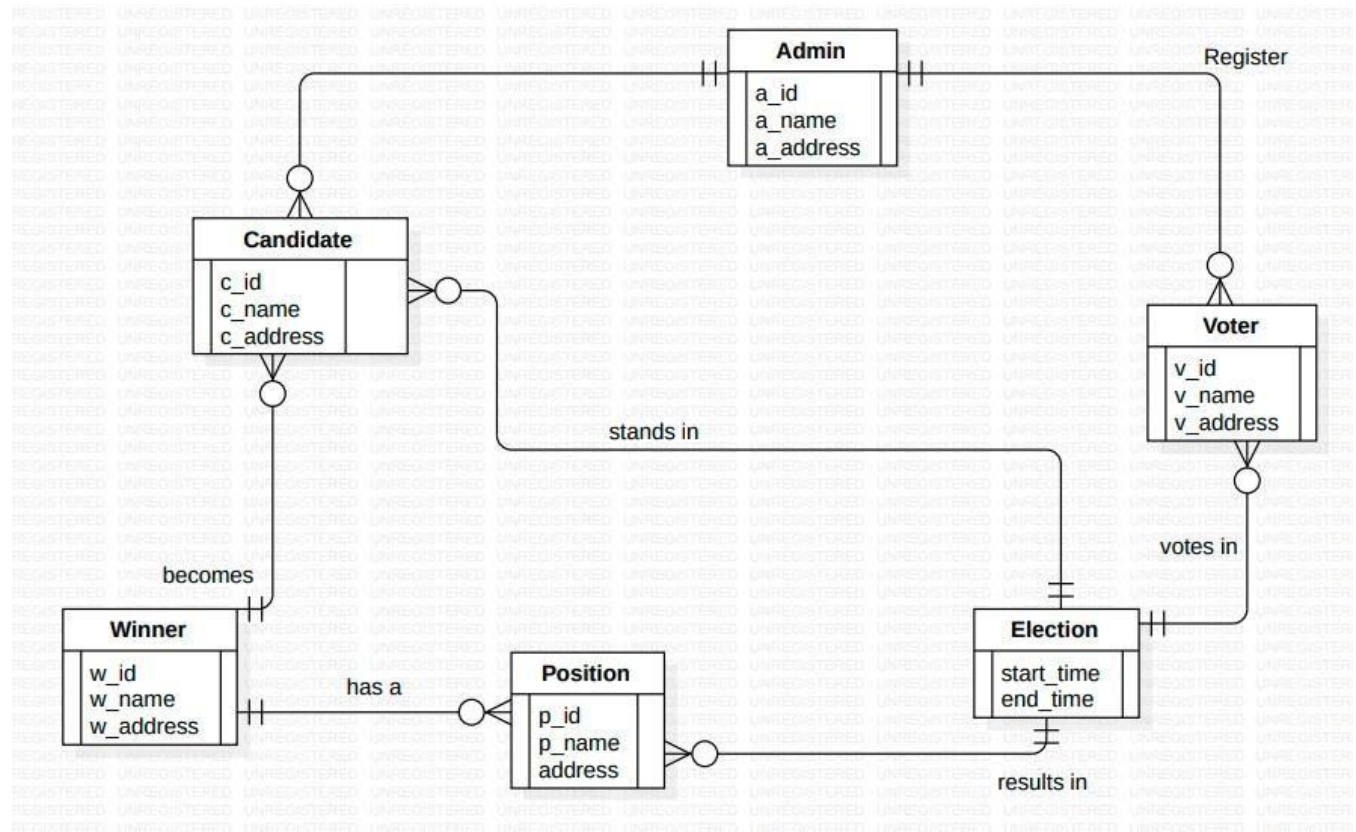 Admin
a_id
a_name
a_address
Register
Candidate
c_id
c_name
c_address
Voter
v_id
v_name
v_address
stands in
votes in
becomes
Winner
w_id
w_name
w_address
has a
Position
p_id
p_name
address
Election
start_time
end_time
results in
UNREGISTERED